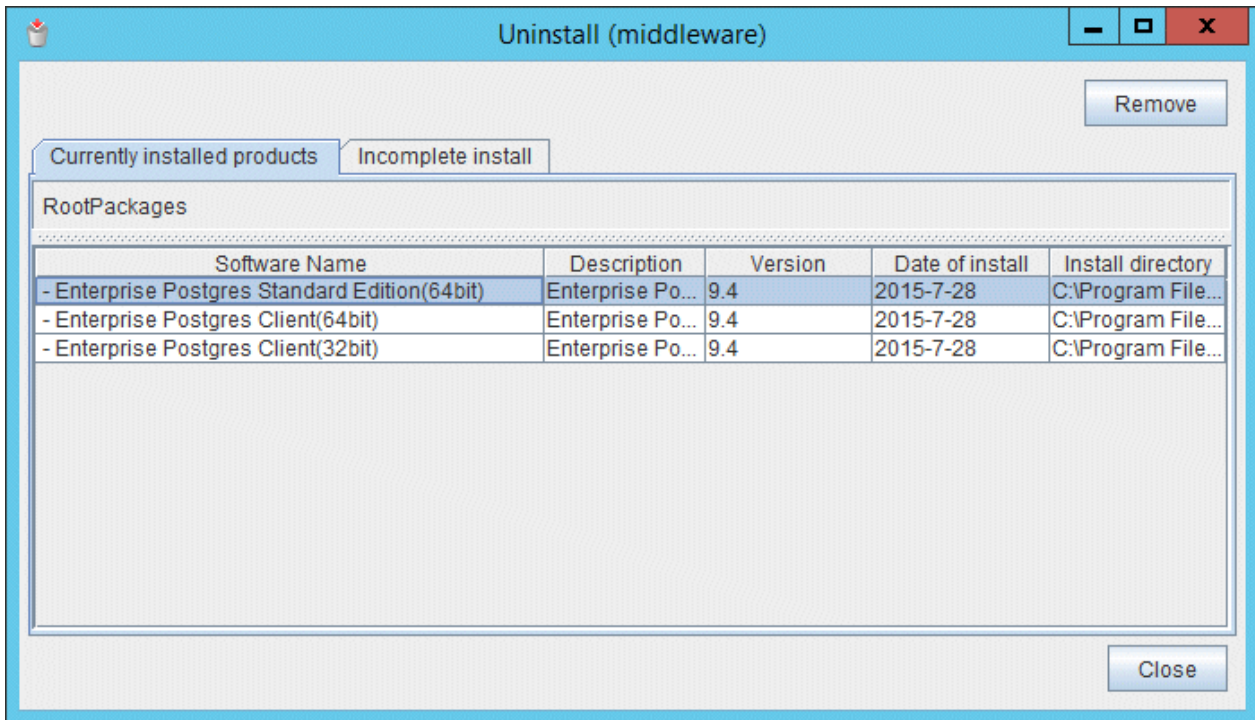 Uninstall (middleware)
Remove
Currently installed products Incomplete install
RootPackages
Software Name Description Version Date of install Install directory
- Enterprise Postgres Standard Edition(64bit) Enterprise Po... 9.4 2015-7-28 C:\Program File...
- Enterprise Postgres Client(64bit) Enterprise Po... 9.4 2015-7-28 C:\Program File...
- Enterprise Postgres Client(32bit) Enterprise Po... 9.4 2015-7-28 C:\Program File...
Close